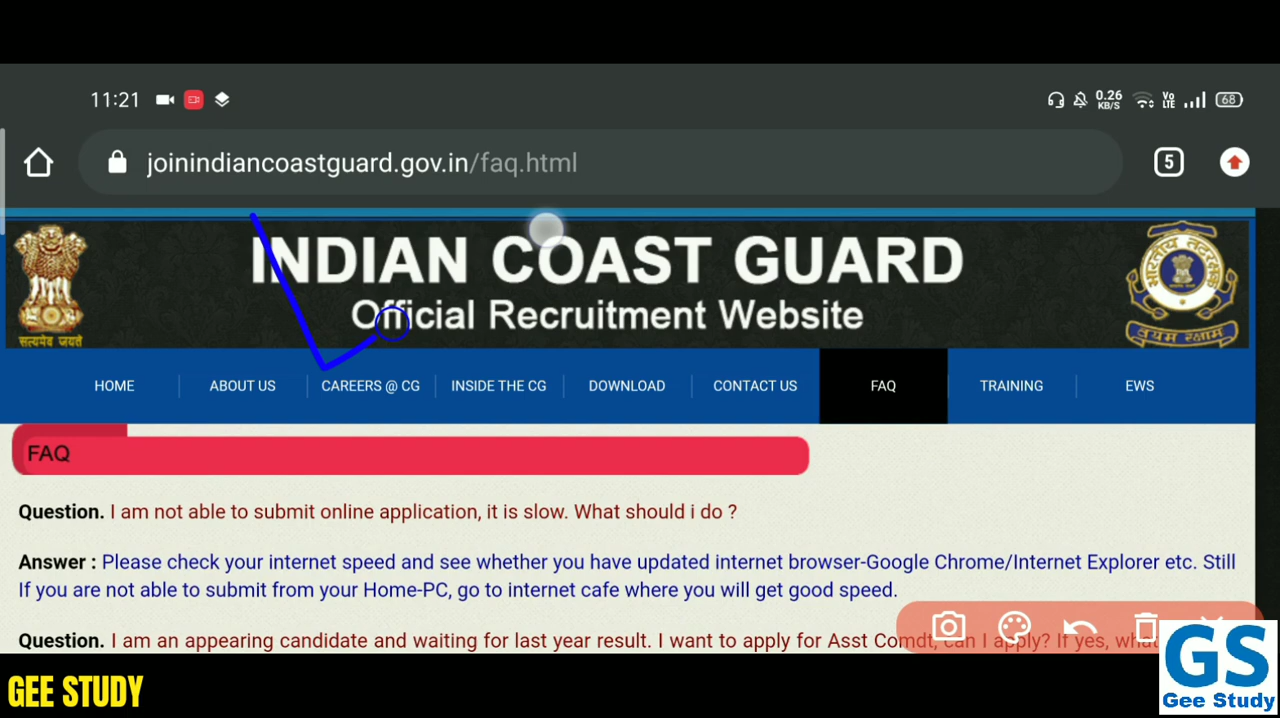 11:21
0.26 KB/S
Vo LTE
68
joinindiancoastguard.gov.in/faq.html
5
INDIAN COAST GUARD
Official Recruitment Website
सत्यमेव जयते
HOME ABOUT US CAREERS @ CG INSIDE THE CG DOWNLOAD CONTACT US FAQ TRAINING EWS
FAQ
Question. I am not able to submit online application, it is slow. What should i do ?
Answer : Please check your internet speed and see whether you have updated internet browser-Google Chrome/Internet Explorer etc. Still
If you are not able to submit from your Home-PC, go to internet cafe where you will get good speed.
Question. I am an appearing candidate and waiting for last year result. I want to apply for Asst Comdt, can I apply? If yes, what
GEE STUDY
GS
Gee Study